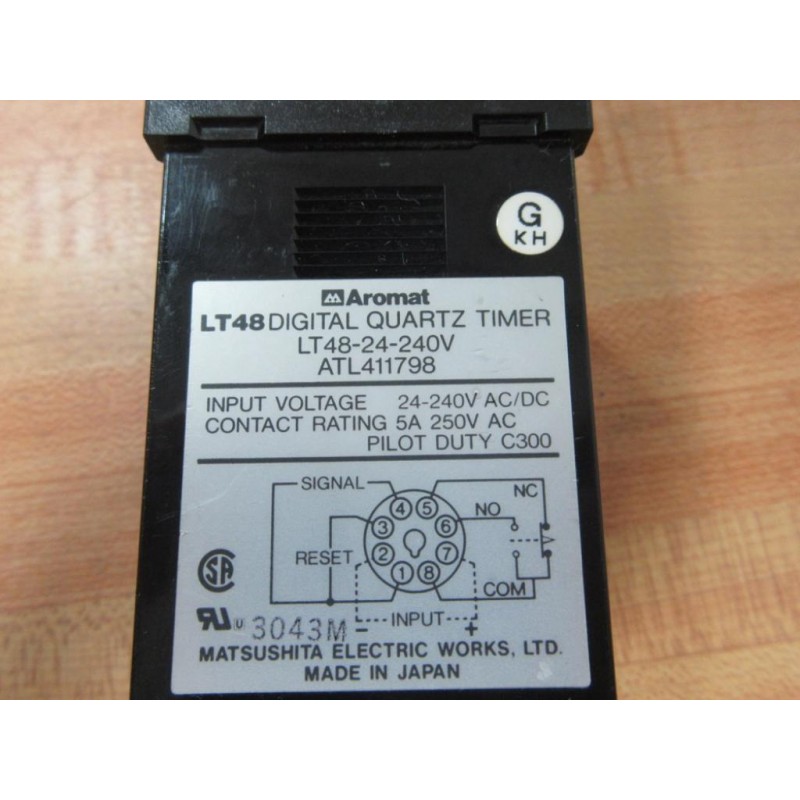 G
KH
Aromat
LT48 DIGITAL QUARTZ TIMER
LT48-24-240V
ATL411798
INPUT VOLTAGE 24-240V AC/DC
CONTACT RATING 5A 250V AC
PILOT DUTY C300
SIGNAL
NC
4 5
NO
3 6
RESET
2 7
1 8
COM
INPUT
- +
3043M
MATSUSHITA ELECTRIC WORKS, LTD.
MADE IN JAPAN